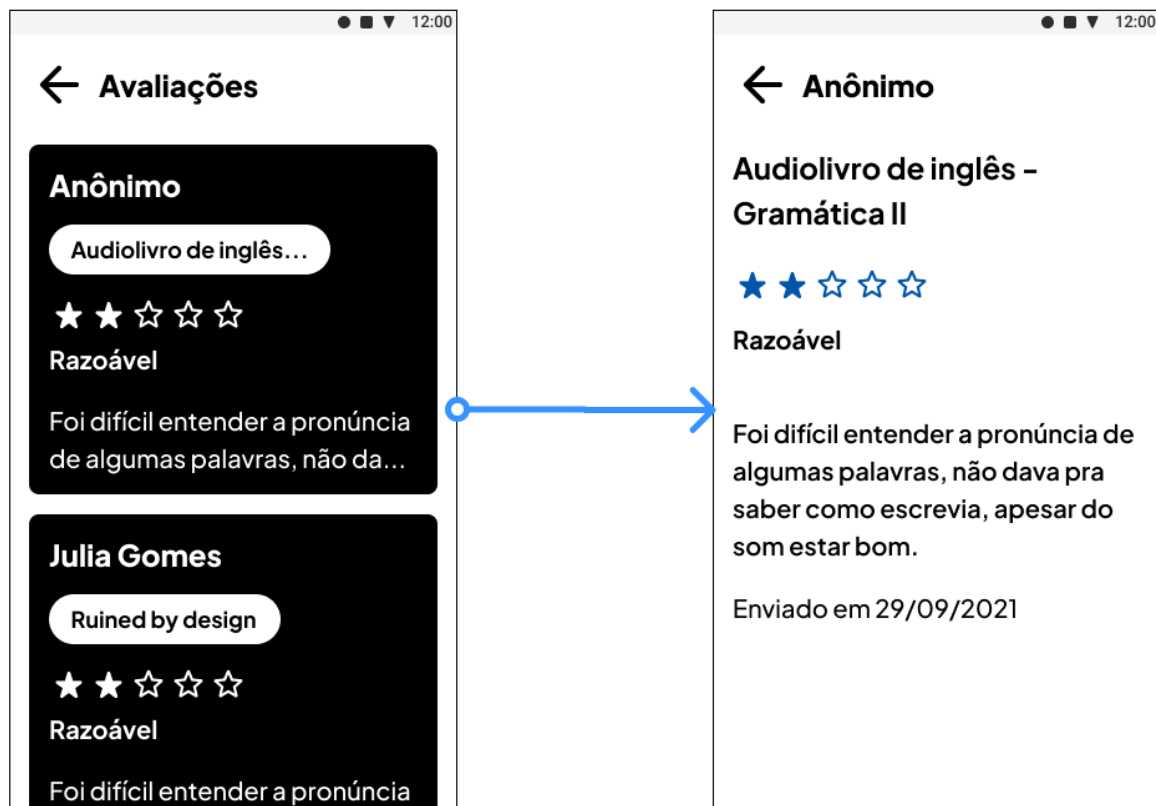 12:00
Avaliações
Anônimo
Audiolivro de inglês...
Razoável
Foi difícil entender a pronúncia
de algumas palavras, não da...
Julia Gomes
Ruined by design
Razoável
Foi difícil entender a pronúncia
12:00
Anônimo
Audiolivro de inglês –
Gramática II
Razoável
Foi difícil entender a pronúncia de
algumas palavras, não dava pra
saber como escrevia, apesar do
som estar bom.
Enviado em 29/09/2021